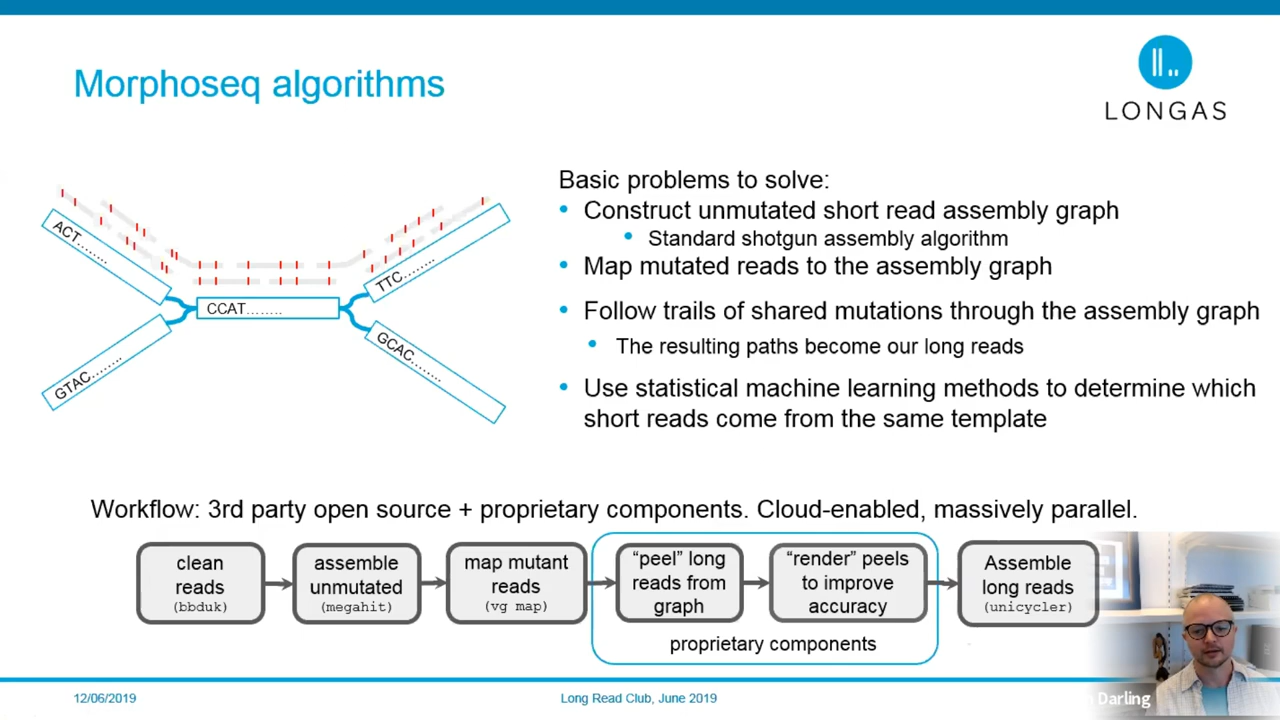 Morphoseq algorithms
LONGAS
ACT........
CCAT........
TTC........
GTAC........
GCAC........
Basic problems to solve:
• Construct unmutated short read assembly graph
• Standard shotgun assembly algorithm
• Map mutated reads to the assembly graph
• Follow trails of shared mutations through the assembly graph
• The resulting paths become our long reads
• Use statistical machine learning methods to determine which
short reads come from the same template
Workflow: 3rd party open source + proprietary components. Cloud-enabled, massively parallel.
clean
reads
(bbduk)
assemble
unmutated
(megahit)
map mutant
reads
(vg map)
“peel” long
reads from
graph
“render” peels
to improve
accuracy
Assemble
long reads
(unicycler)
proprietary components
12/06/2019
Long Read Club, June 2019
Darling